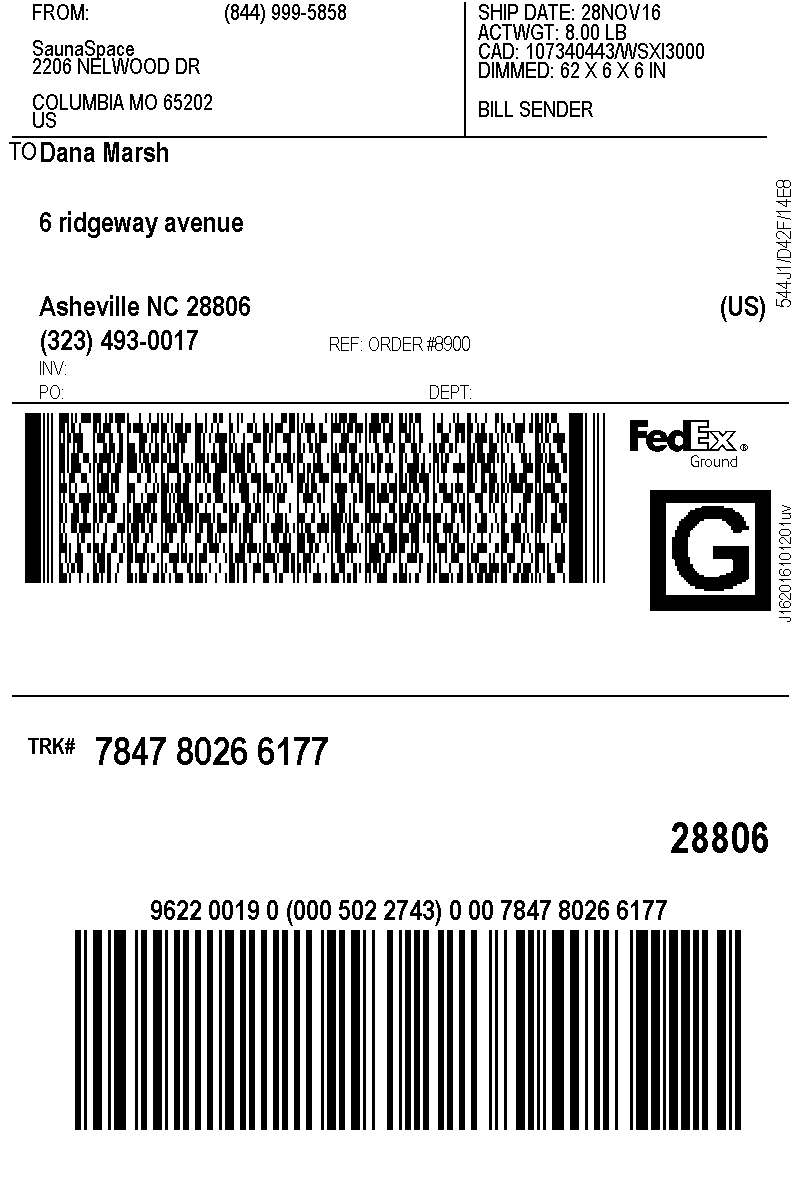 FROM: (844) 999-5858
SaunaSpace
2206 NELWOOD DR
COLUMBIA MO 65202
US
SHIP DATE: 28NOV16
ACTWGT: 8.00 LB
CAD: 107340443/WSXI3000
DIMMED: 62 X 6 X 6 IN
BILL SENDER
TO Dana Marsh
6 ridgeway avenue
Asheville NC 28806 (US)
(323) 493-0017 REF: ORDER #8900
INV:
PO: DEPT:
544J1/D42F/14E8
FedEx®
Ground
G
J162016101201uv
TRK# 7847 8026 6177
28806
9622 0019 0 (000 502 2743) 0 00 7847 8026 6177